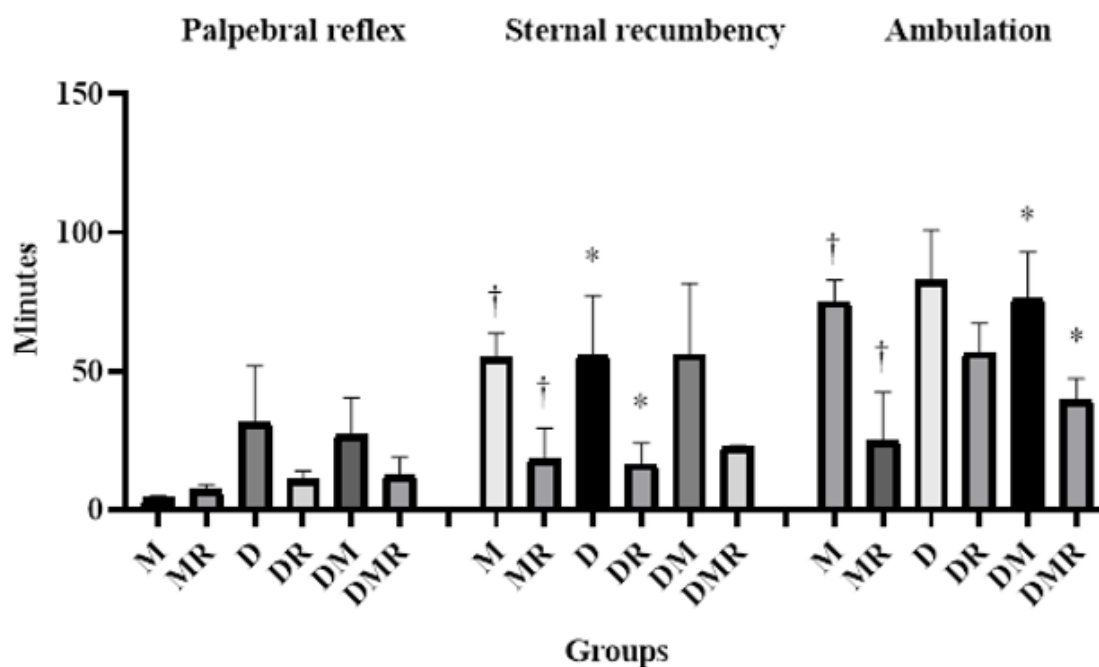 Palpebral reflex Sternal recumbency Ambulation
150
100
50
0
Minutes
† † * * † † * *
M MR D DR DM DMR M MR D DR DM DMR M MR D DR DM DMR
Groups